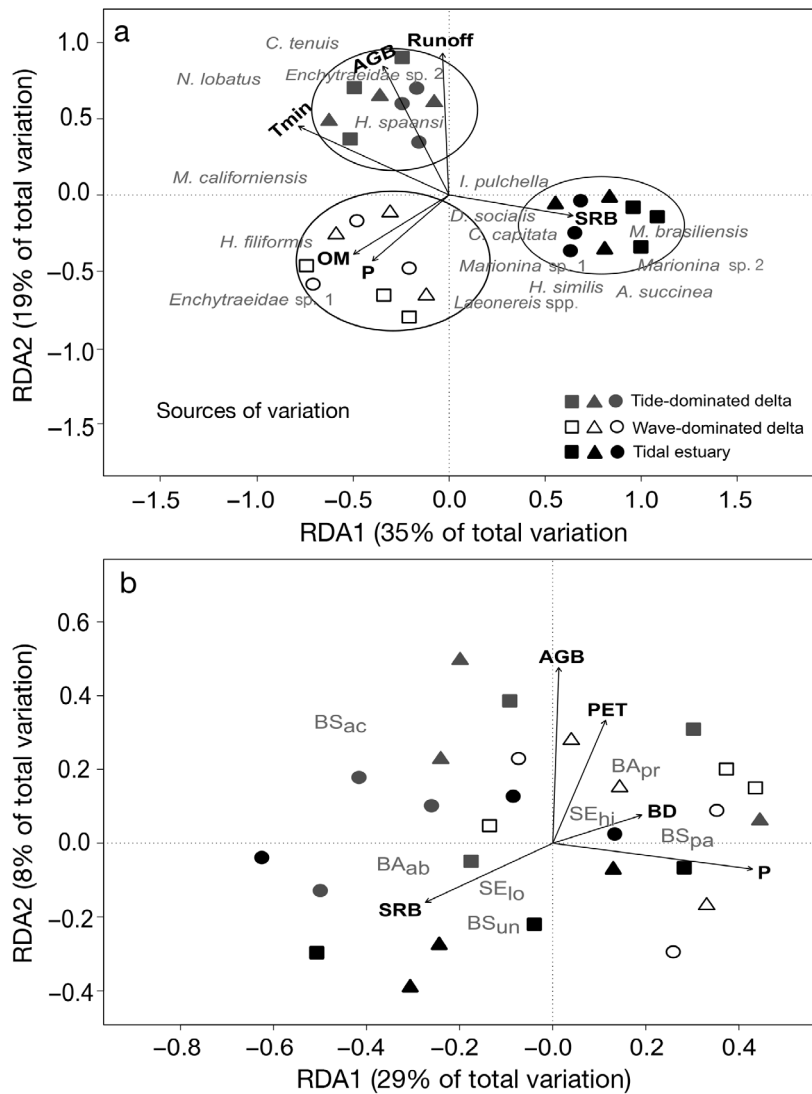 a
1.0
0.5
0.0
−0.5
−1.0
−1.5
RDA2 (19% of total variation)
C. tenuis
Runoff
AGB
N. lobatus
Enchytraeidae sp. 2
Tmin
H. spaansi
M. californiensis
I. pulchella
D. socialis
SRB
H. filiformis
C. capitata
M. brasiliensis
OM
P
Marionina sp. 1
Marionina sp. 2
Enchytraeidae sp. 1
Laeonereis spp.
H. similis
A. succinea
Sources of variation
Tide-dominated delta
Wave-dominated delta
Tidal estuary
−1.5
−1.0
−0.5
0.0
0.5
1.0
1.5
RDA1 (35% of total variation
b
0.6
0.4
0.2
0.0
−0.2
−0.4
RDA2 (8% of total variation)
AGB
PET
BSac
BApr
SEhi
BD
BSpa
BAab
P
SElo
SRB
BSun
−0.8
−0.6
−0.4
−0.2
−0.0
0.2
0.4
RDA1 (29% of total variation)